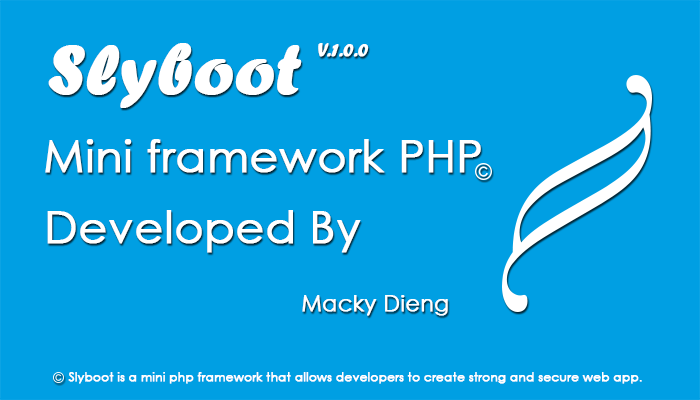 Slyboot V.1.0.0
Mini framework PHP©
Developed By
Macky Dieng
© Slyboot is a mini php framework that allows developers to create strong and secure web app.